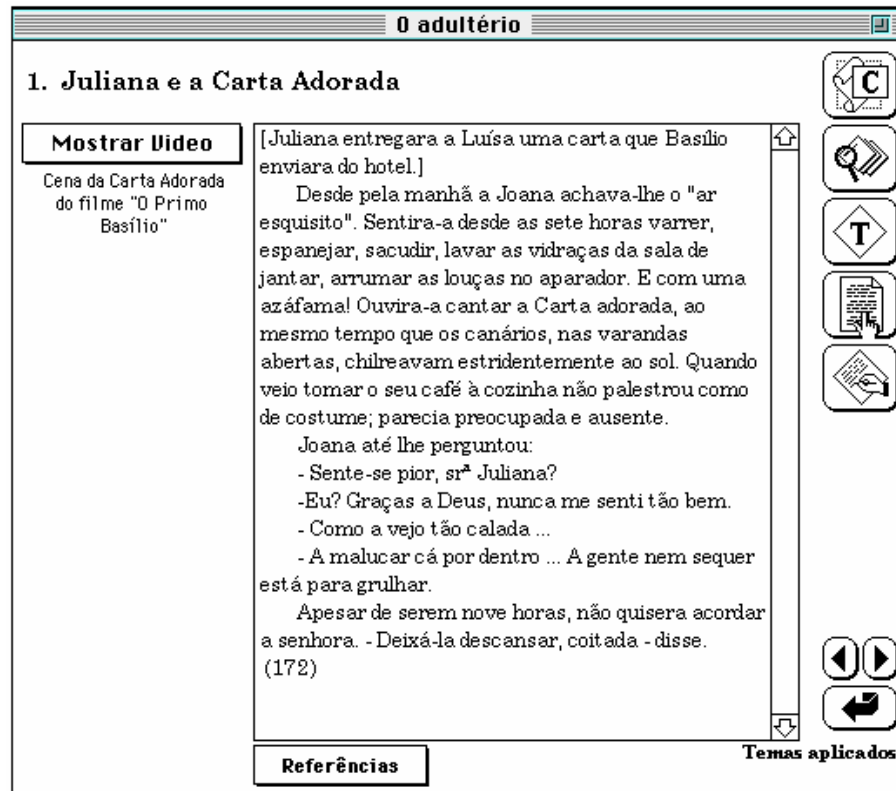 O adultério
1. Juliana e a Carta Adorada
C
Mostrar Video
Cena da Carta Adorada
do filme "O Primo
Basílio"
[Juliana entregara a Luísa uma carta que Basílio
enviara do hotel.]
Desde pela manhã a Joana achava-lhe o "ar
esquisito". Sentira-a desde as sete horas varrer,
espanejar, sacudir, lavar as vidraças da sala de
jantar, arrumar as louças no aparador. E com uma
azáfama! Ouvira-a cantar a Carta adorada, ao
mesmo tempo que os canários, nas varandas
abertas, chilreavam estridentemente ao sol. Quando
veio tomar o seu café à cozinha não palestrou como
de costume; parecia preocupada e ausente.
Joana até lhe perguntou:
- Sente-se pior, srª Juliana?
-Eu? Graças a Deus, nunca me senti tão bem.
- Como a vejo tão calada ...
- A malucar cá por dentro ... A gente nem sequer
está para grulhar.
Apesar de serem nove horas, não quisera acordar
a senhora. - Deixá-la descansar, coitada - disse.
(172)
T
Referências
Temas aplicados